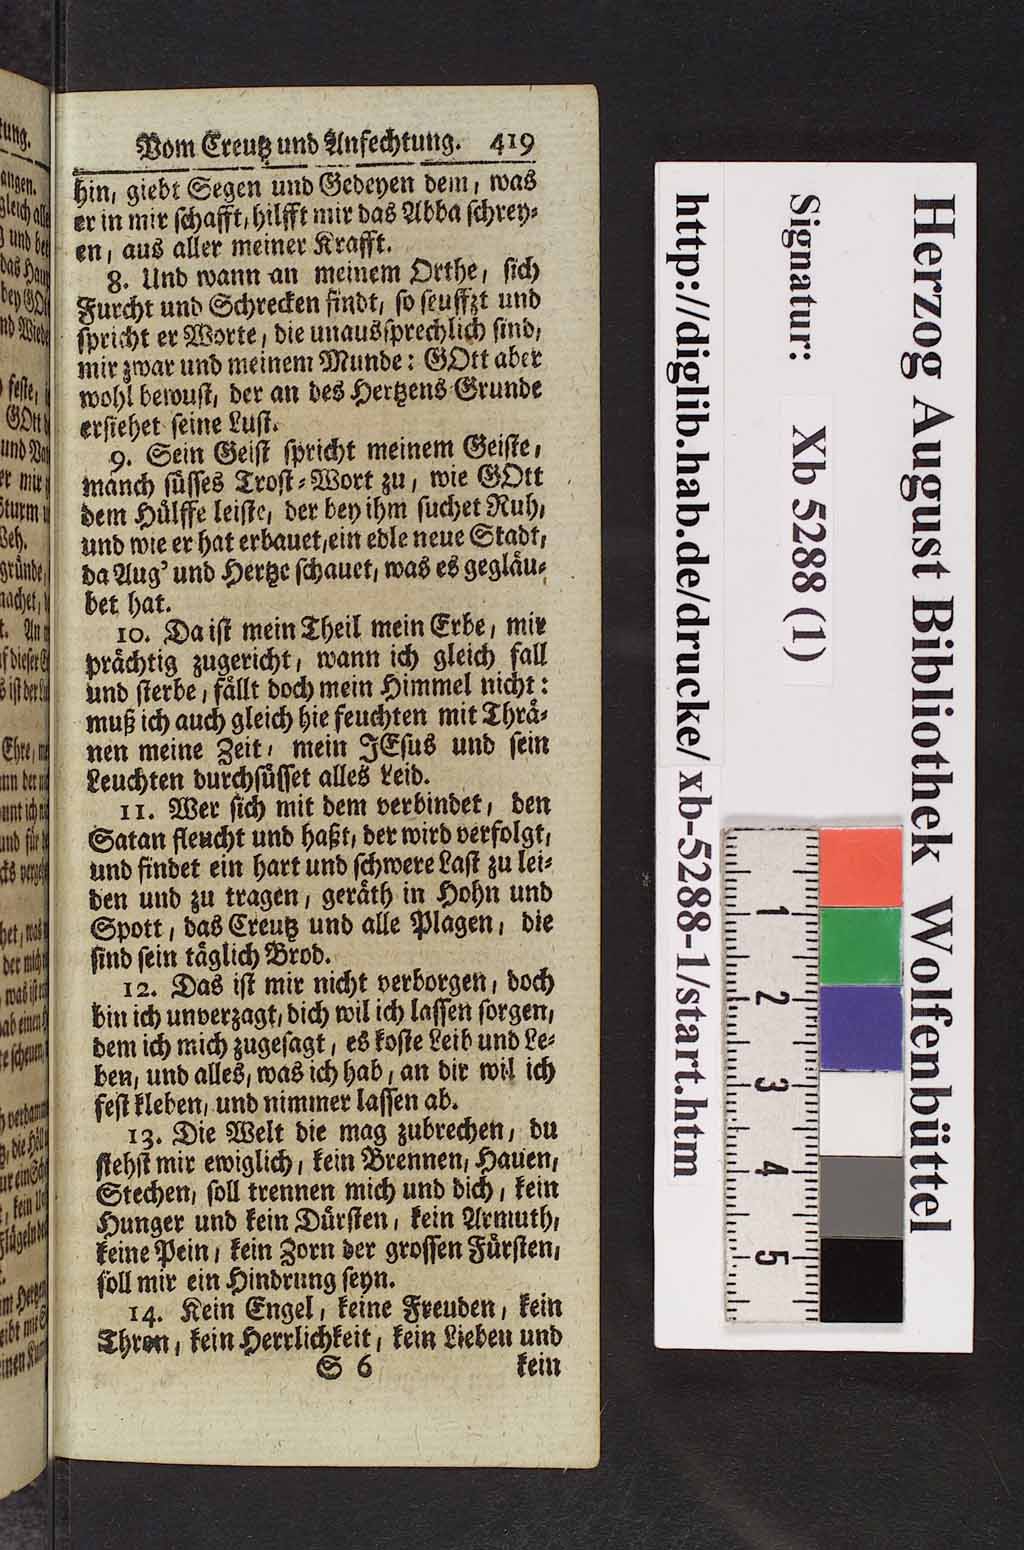 Vom Creutz und Anfechtung. 419
hin, giebt Segen und Gedeyen dem, was
er in mir schafft, hilfft mir das Abba schrey-
en, aus aller meiner Krafft.
8. Und wann an meinem Orthe, sich
Furcht und Schrecken findt, so seuffzt und
spricht er Worte, die unaussprechlich sind,
mir zwar und meinem Munde: GOtt aber
wohl bewust, der an des Hertzens Grunde
ersiehet seine Lust.
9. Sein Geist spricht meinem Geiste,
manch süsses Trost-Wort zu, wie GOtt
dem Hülffe leiste, der bey ihm suchet Ruh,
und wie er hat erbauet, ein edle neue Stadt,
da Aug' und Hertze schauet, was es gegläu-
bet hat.
10. Da ist mein Theil mein Erbe, mir
prächtig zugericht, wann ich gleich fall
und sterbe, fällt doch mein Himmel nicht:
muß ich auch gleich hie feuchten mit Thrä-
nen meine Zeit, mein JEsus und sein
Leuchten durchsüsset alles Leid.
11. Wer sich mit dem verbindet, den
Satan fleucht und haßt, der wird verfolgt,
und findet ein hart und schwere Last zu lei-
den und zu tragen, geräth in Hohn und
Spott, das Creutz und alle Plagen, die
sind sein täglich Brod.
12. Das ist mir nicht verborgen, doch
bin ich unverzagt, dich wil ich lassen sorgen,
dem ich mich zugesagt, es koste Leib und Le-
ben, und alles, was ich hab, an dir wil ich
fest kleben, und nimmer lassen ab.
13. Die Welt die mag zubrechen, du
stehst mir ewiglich, kein Brennen, Hauen,
Stechen, soll trennen mich und dich, kein
Hunger und kein Dürsten, kein Armuth,
keine Pein, kein Zorn der grossen Fürsten,
soll mir ein Hindrung seyn.
14. Kein Engel, keine Freuden, kein
Thron, kein Herrlichkeit, kein Lieben und
S 6 kein
Herzog August Bibliothek Wolfenbüttel
Signatur: Xb 5288 (1)
http://diglib.hab.de/drucke/xb-5288-1/start.htm
1
2
3
4
5